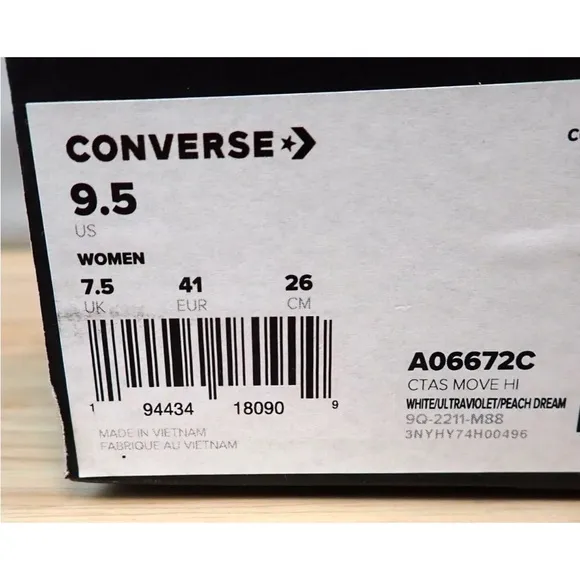 CONVERSE
9.5
US
WOMEN
7.5 41 26
UK EUR CM
1 94434 18090 9
MADE IN VIETNAM
FABRIQUE AU VIETNAM
A06672C
CTAS MOVE HI
WHITE/ULTRAVIOLET/PEACH DREAM
9Q-2211-M88
3NYHY74H00496